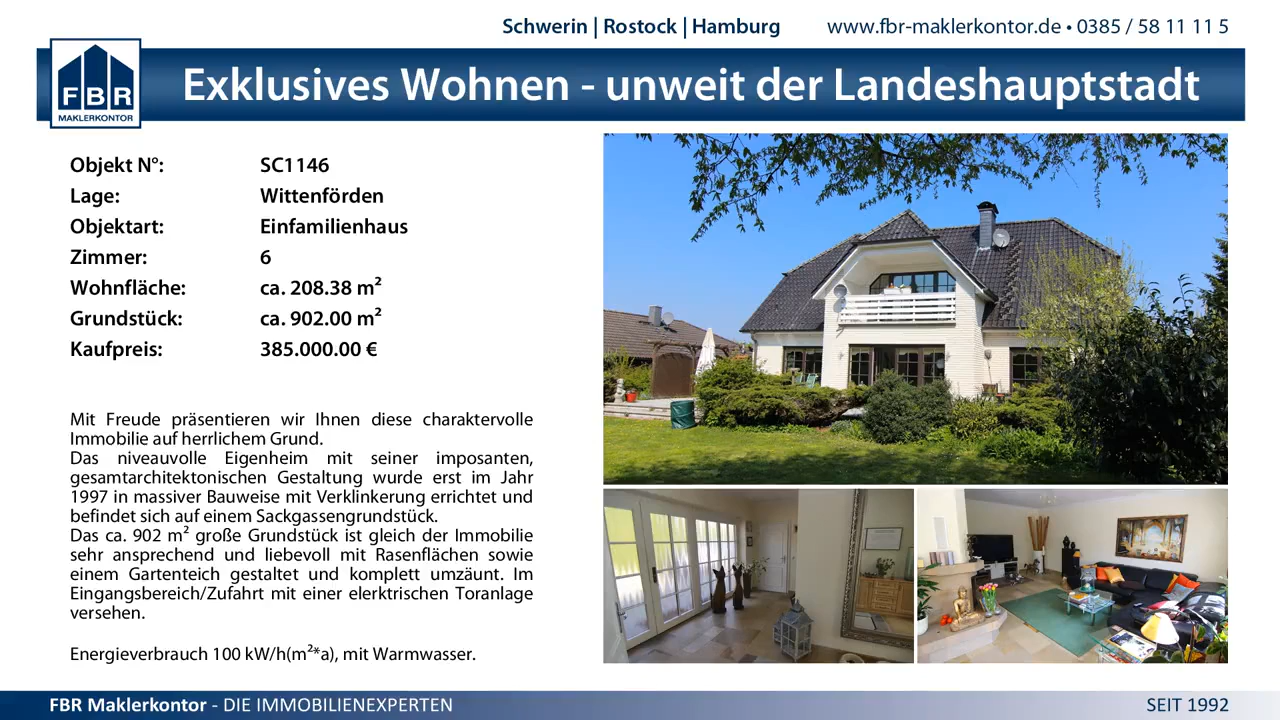 Schwerin | Rostock | Hamburg www.fbr-maklerkontor.de • 0385 / 58 11 11 5
FBR
MAKLERKONTOR
Exklusives Wohnen - unweit der Landeshauptstadt
Objekt N°: SC1146
Lage: Wittenförden
Objektart: Einfamilienhaus
Zimmer: 6
Wohnfläche: ca. 208.38 m²
Grundstück: ca. 902.00 m²
Kaufpreis: 385.000.00 €
Mit Freude präsentieren wir Ihnen diese charaktervolle
Immobilie auf herrlichem Grund.
Das niveauvolle Eigenheim mit seiner imposanten,
gesamtarchitektonischen Gestaltung wurde erst im Jahr
1997 in massiver Bauweise mit Verklinkerung errichtet und
befindet sich auf einem Sackgassengrundstück.
Das ca. 902 m² große Grundstück ist gleich der Immobilie
sehr ansprechend und liebevoll mit Rasenflächen sowie
einem Gartenteich gestaltet und komplett umzäunt. Im
Eingangsbereich/Zufahrt mit einer elerktrischen Toranlage
versehen.
Energieverbrauch 100 kW/h(m²*a), mit Warmwasser.
FBR Maklerkontor - DIE IMMOBILIENEXPERTEN SEIT 1992